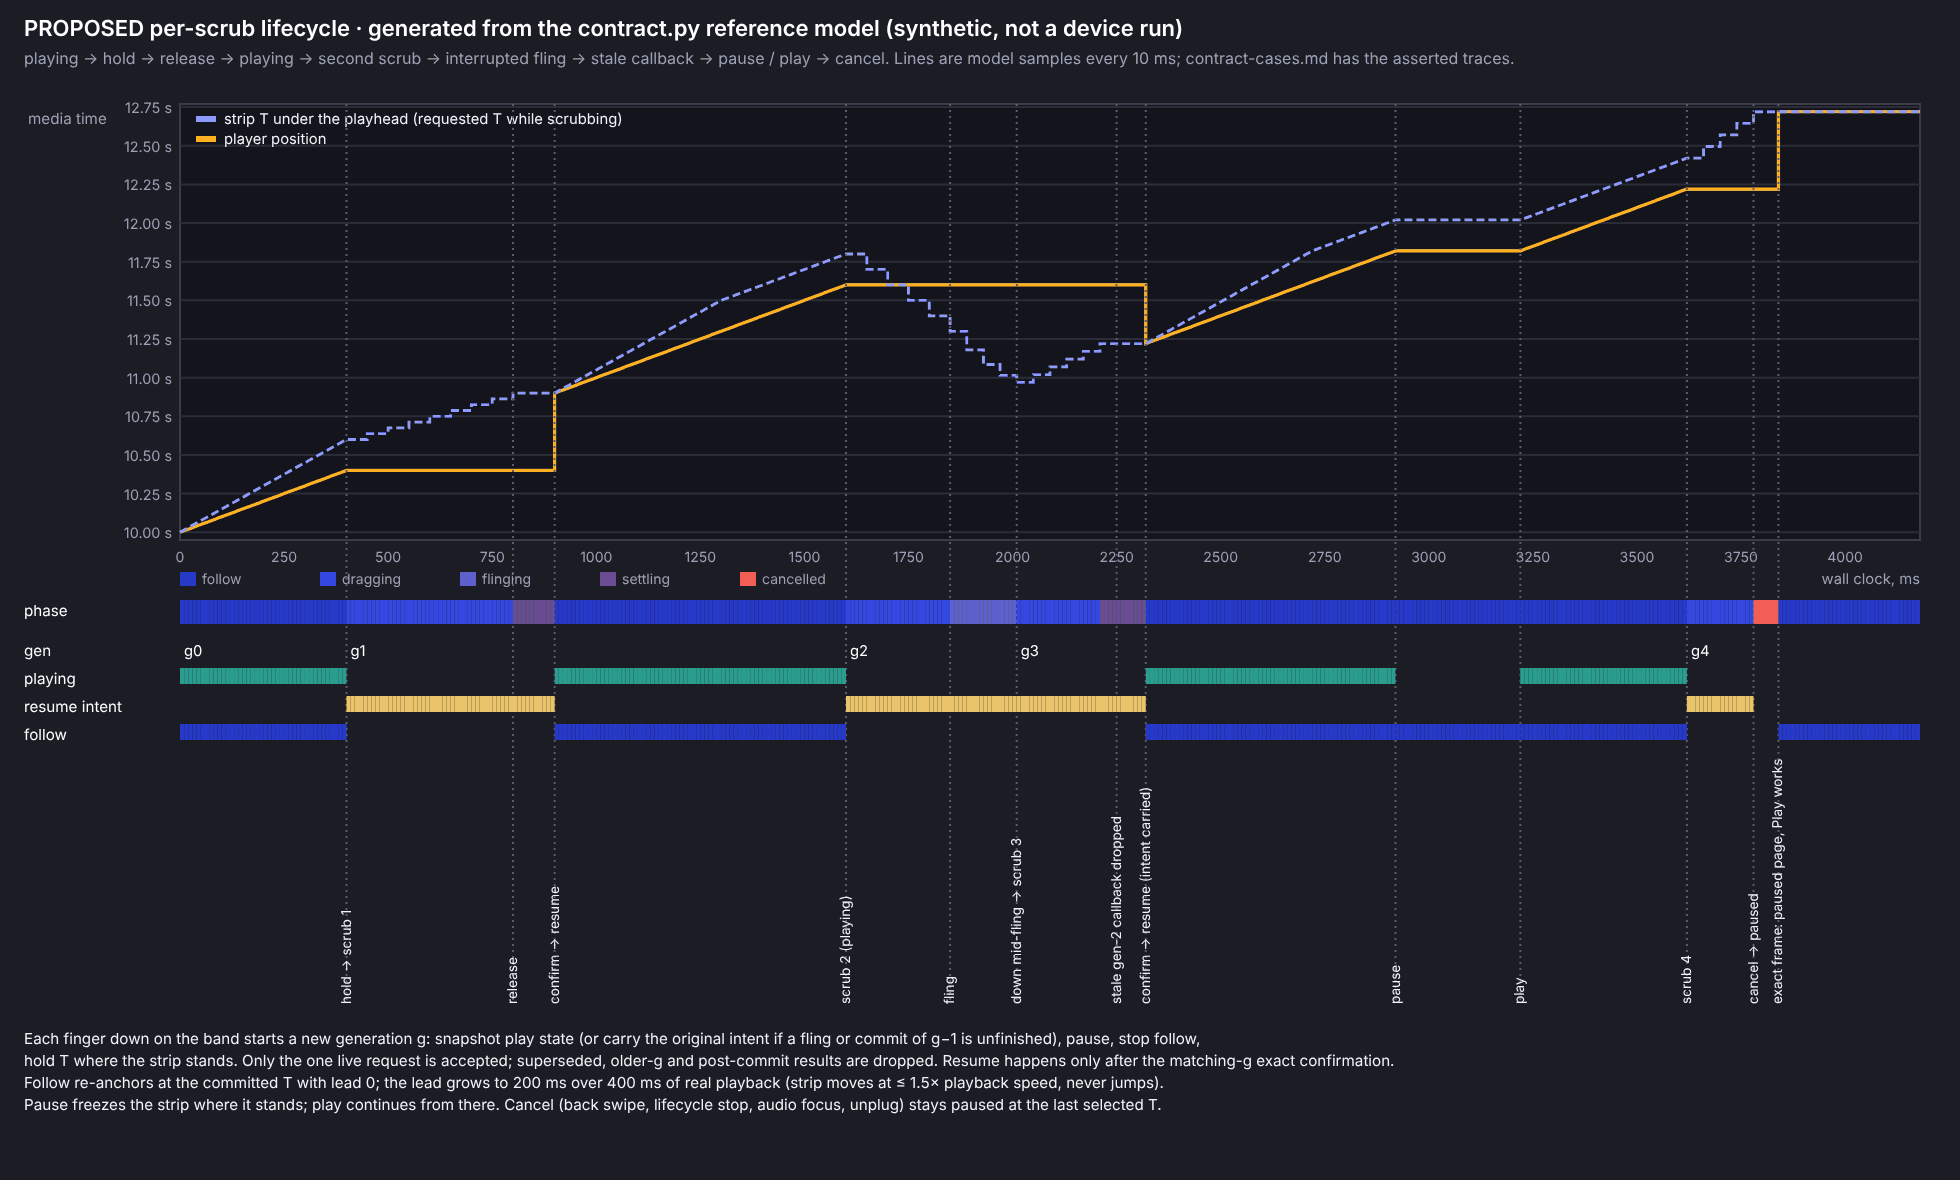 PROPOSED per-scrub lifecycle · generated from the contract.py reference model (synthetic, not a device run)
playing → hold → release → playing → second scrub → interrupted fling → stale callback → pause / play → cancel. Lines are model samples every 10 ms; contract-cases.md has the asserted traces.
media time
12.75 s
12.50 s
12.25 s
12.00 s
11.75 s
11.50 s
11.25 s
11.00 s
10.75 s
10.50 s
10.25 s
10.00 s
strip T under the playhead (requested T while scrubbing)
player position
0 250 500 750 1000 1250 1500 1750 2000 2250 2500 2750 3000 3250 3500 3750 4000
follow dragging flinging settling cancelled wall clock, ms
phase
gen g0 g1 g2 g3 g4
playing
resume intent
follow
hold → scrub 1
release
confirm → resume
scrub 2 (playing)
fling
down mid-fling → scrub 3
stale gen-2 callback dropped
confirm → resume (intent carried)
pause
play
scrub 4
cancel → paused
exact frame: paused page, Play works
Each finger down on the band starts a new generation g: snapshot play state (or carry the original intent if a fling or commit of g−1 is unfinished), pause, stop follow,
hold T where the strip stands. Only the one live request is accepted; superseded, older-g and post-commit results are dropped. Resume happens only after the matching-g exact confirmation.
Follow re-anchors at the committed T with lead 0; the lead grows to 200 ms over 400 ms of real playback (strip moves at ≤ 1.5× playback speed, never jumps).
Pause freezes the strip where it stands; play continues from there. Cancel (back swipe, lifecycle stop, audio focus, unplug) stays paused at the last selected T.